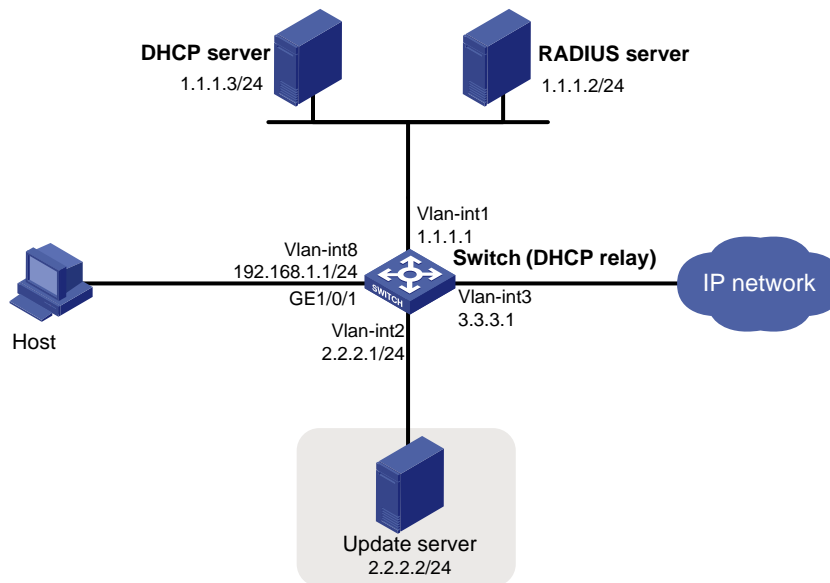 DHCP server
1.1.1.3/24
RADIUS server
1.1.1.2/24
Vlan-int1
1.1.1.1
Vlan-int8
192.168.1.1/24
GE1/0/1
Switch (DHCP relay)
SWITCH
Vlan-int3
3.3.3.1
IP network
Host
Vlan-int2
2.2.2.1/24
Update server
2.2.2.2/24